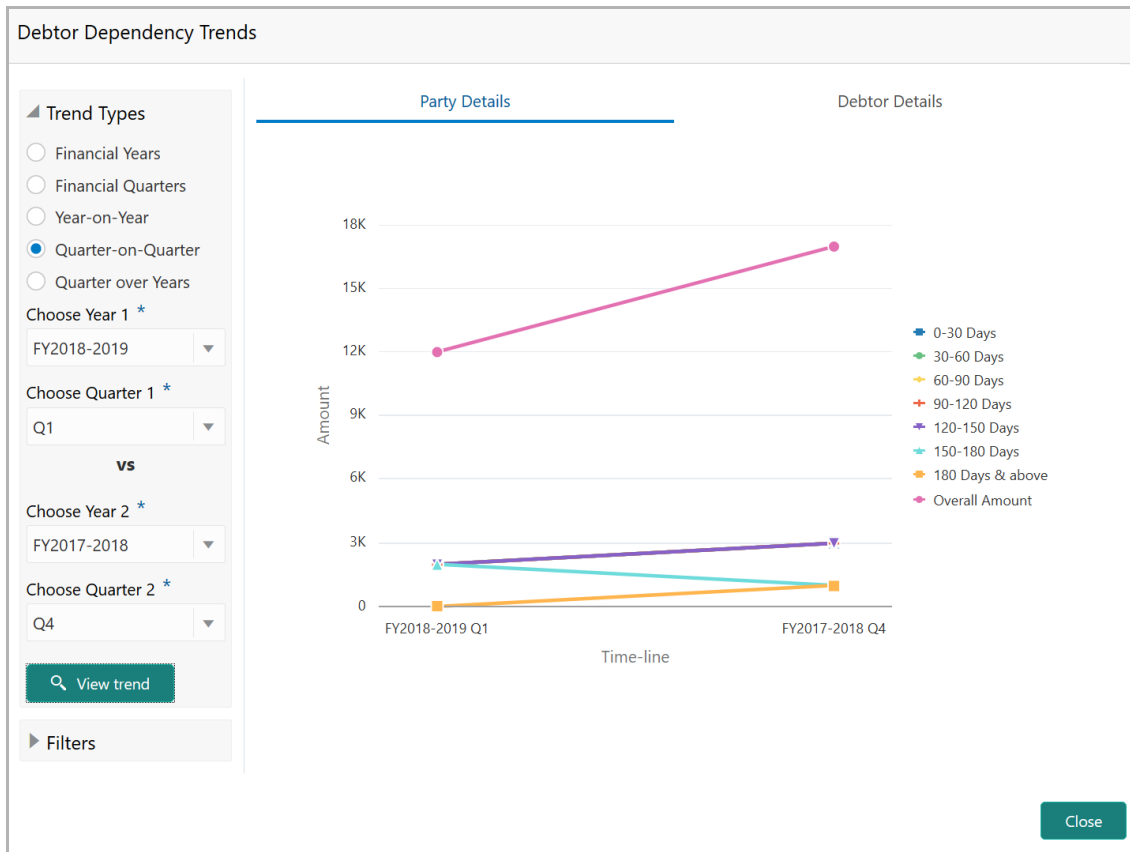 Debtor Dependency Trends
Trend Types
Financial Years
Financial Quarters
Year-on-Year
Quarter-on-Quarter
Quarter over Years
Choose Year 1 *
FY2018-2019
Choose Quarter 1 *
Q1
vs
Choose Year 2 *
FY2017-2018
Choose Quarter 2 *
Q4
View trend
Filters
Party Details
Debtor Details
18K
15K
12K
9K
6K
3K
0
Amount
FY2018-2019 Q1
FY2017-2018 Q4
Time-line
0-30 Days
30-60 Days
60-90 Days
90-120 Days
120-150 Days
150-180 Days
180 Days & above
Overall Amount
Close